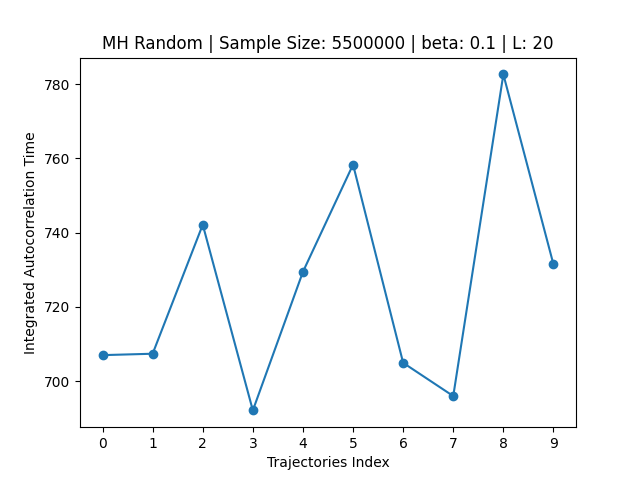 MH Random | Sample Size: 5500000 | beta: 0.1 | L: 20
Integrated Autocorrelation Time
780
760
740
720
700
0 1 2 3 4 5 6 7 8 9
Trajectories Index